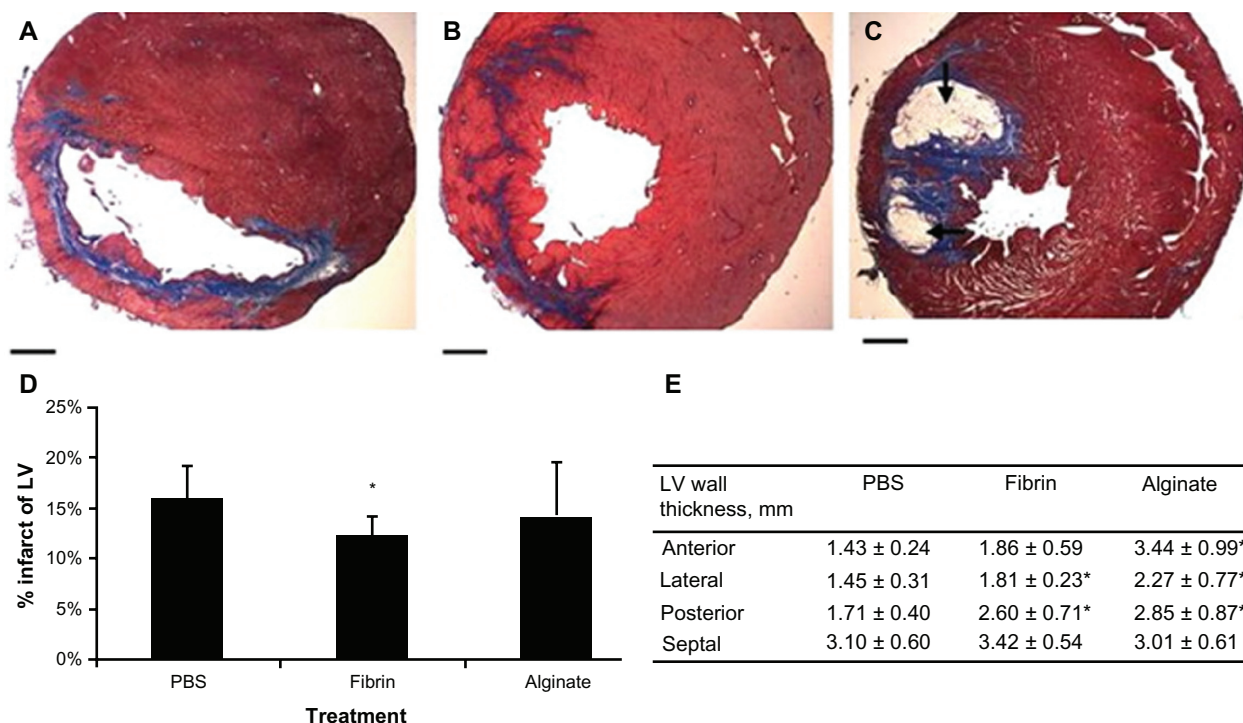 A
B
C
D
25%
20%
15%
10%
5%
0%
% infarct of LV
*
PBS
Fibrin
Alginate
Treatment
E
LV wall thickness, mm PBS Fibrin Alginate
Anterior 1.43 ± 0.24 1.86 ± 0.59 3.44 ± 0.99*
Lateral 1.45 ± 0.31 1.81 ± 0.23* 2.27 ± 0.77*
Posterior 1.71 ± 0.40 2.60 ± 0.71* 2.85 ± 0.87*
Septal 3.10 ± 0.60 3.42 ± 0.54 3.01 ± 0.61